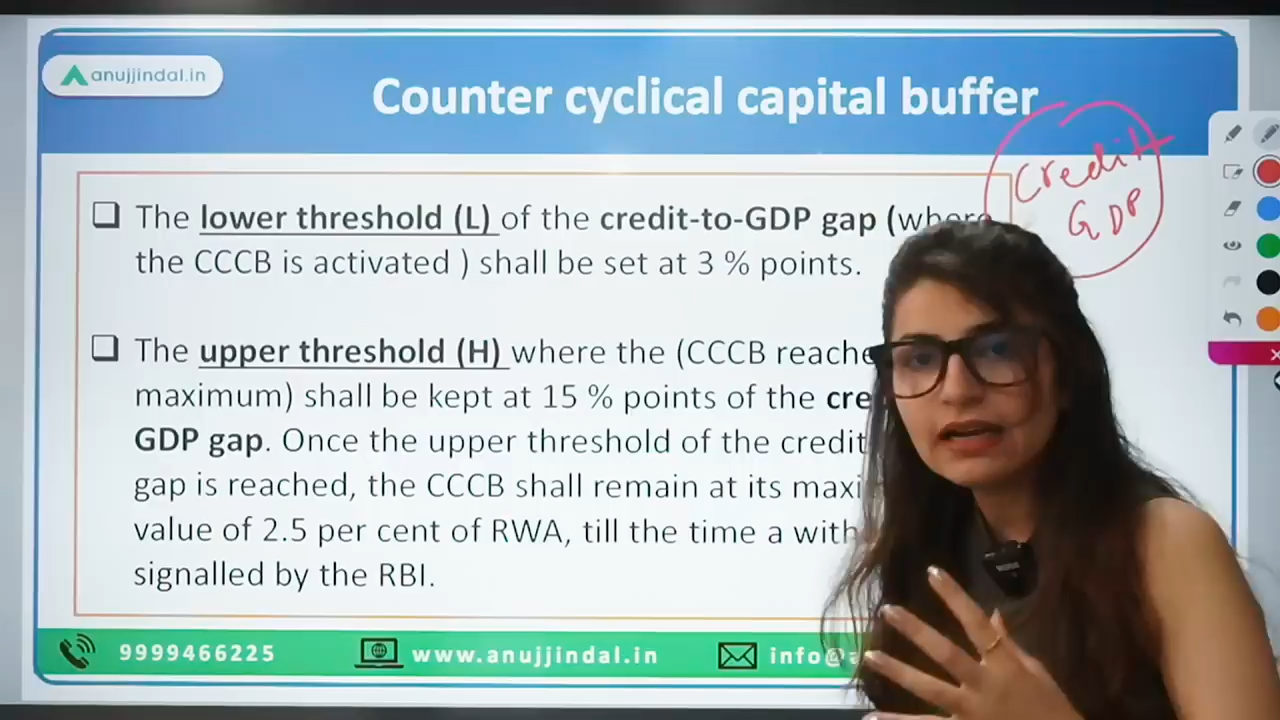 anujjindal.in
Counter cyclical capital buffer
Credit
GDP
The lower threshold (L) of the credit-to-GDP gap (where
the CCCB is activated ) shall be set at 3 % points.
The upper threshold (H) where the (CCCB reache
maximum) shall be kept at 15 % points of the cre
GDP gap. Once the upper threshold of the credit
gap is reached, the CCCB shall remain at its maxi
value of 2.5 per cent of RWA, till the time a with
signalled by the RBI.
9999466225
www.anujjindal.in
info@a